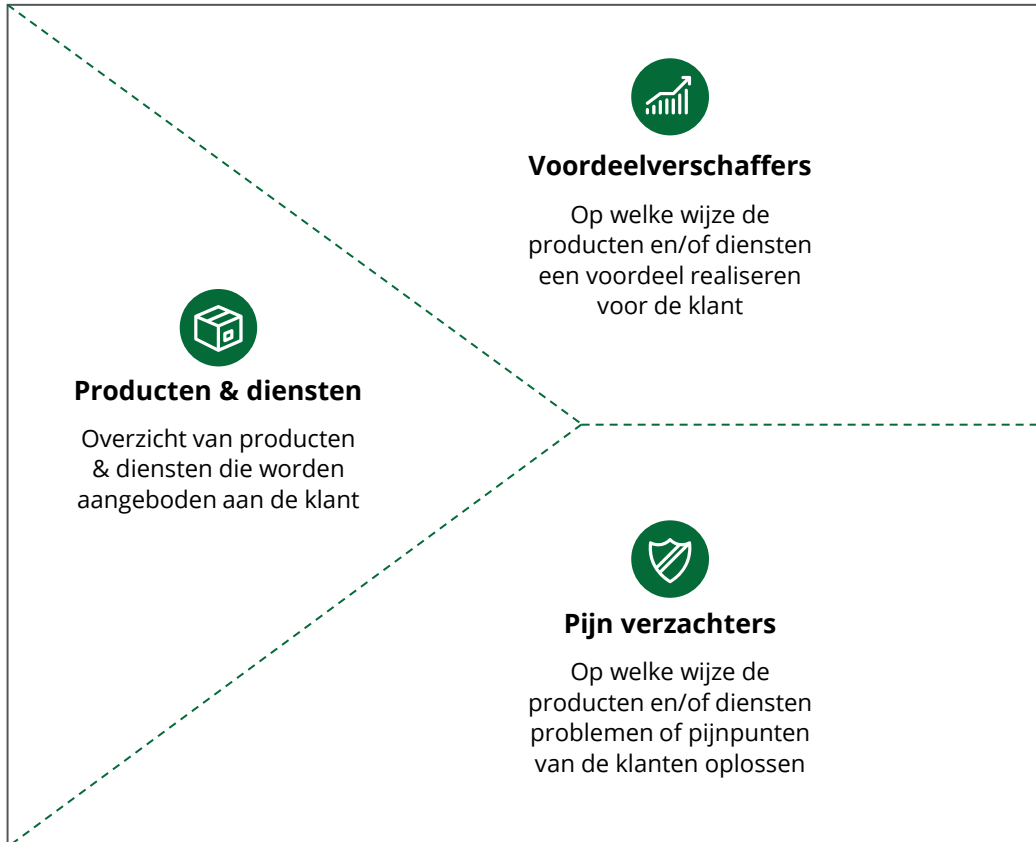 Voordeelverschaffers
Op welke wijze de
producten en/of diensten
een voordeel realiseren
voor de klant
Producten & diensten
Overzicht van producten
& diensten die worden
aangeboden aan de klant
Pijn verzachters
Op welke wijze de
producten en/of diensten
problemen of pijnpunten
van de klanten oplossen